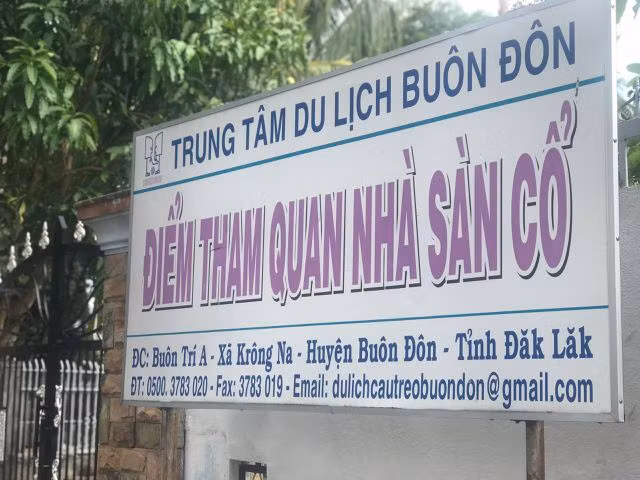 TRUNG TÂM DU LỊCH BUÔN ĐÔN
ĐIỂM THAM QUAN NHÀ SÀN CỔ
ĐC: Buôn Trí A - Xã Krông Na - Huyện Buôn Đôn - Tỉnh Đăk Lăk
ĐT: 0500. 3783 020 - Fax: 3783 019 - Email: dulichcautreobuondon@gmail.com